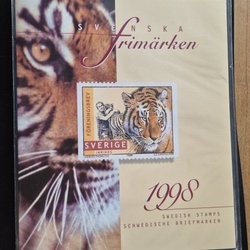 SVENSKA
frimärken
FÖRENINGSBREV
SVERIGE
1998
SWEDISH STAMPS
SCHWEDISCHE BRIEFMARKEN